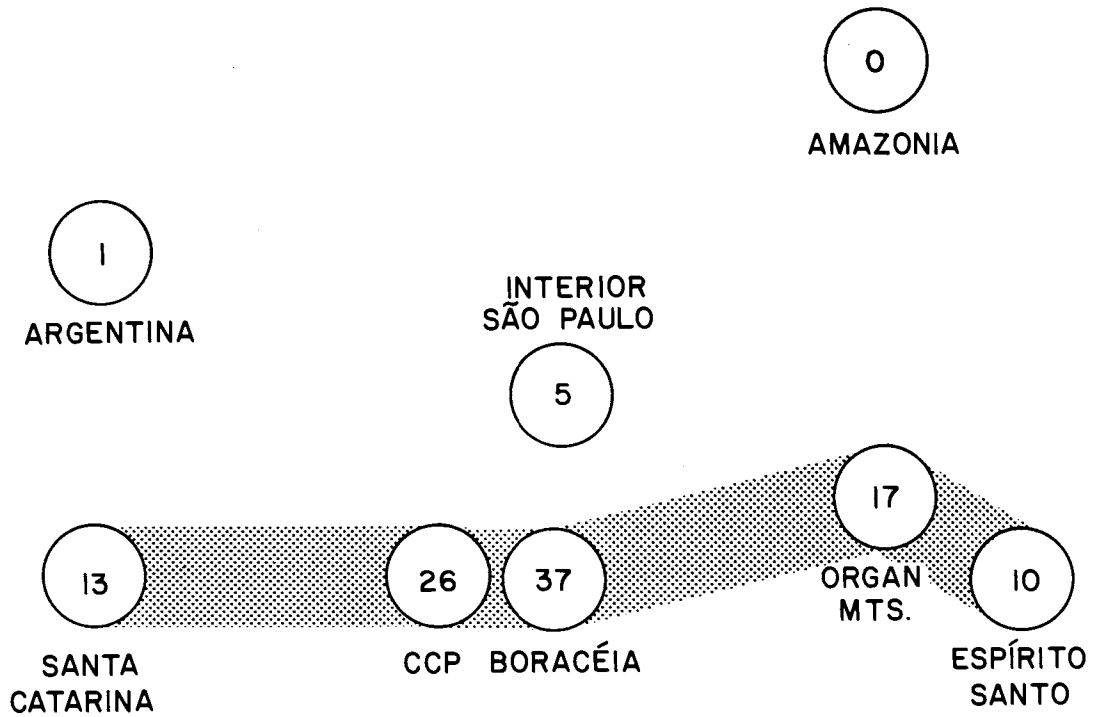 0
AMAZONIA
1
ARGENTINA
INTERIOR
SÃO PAULO
5
17
ORGAN
MTS.
13
SANTA
CATARINA
26
CCP
37
BORACÉIA
10
ESPÍRITO
SANTO